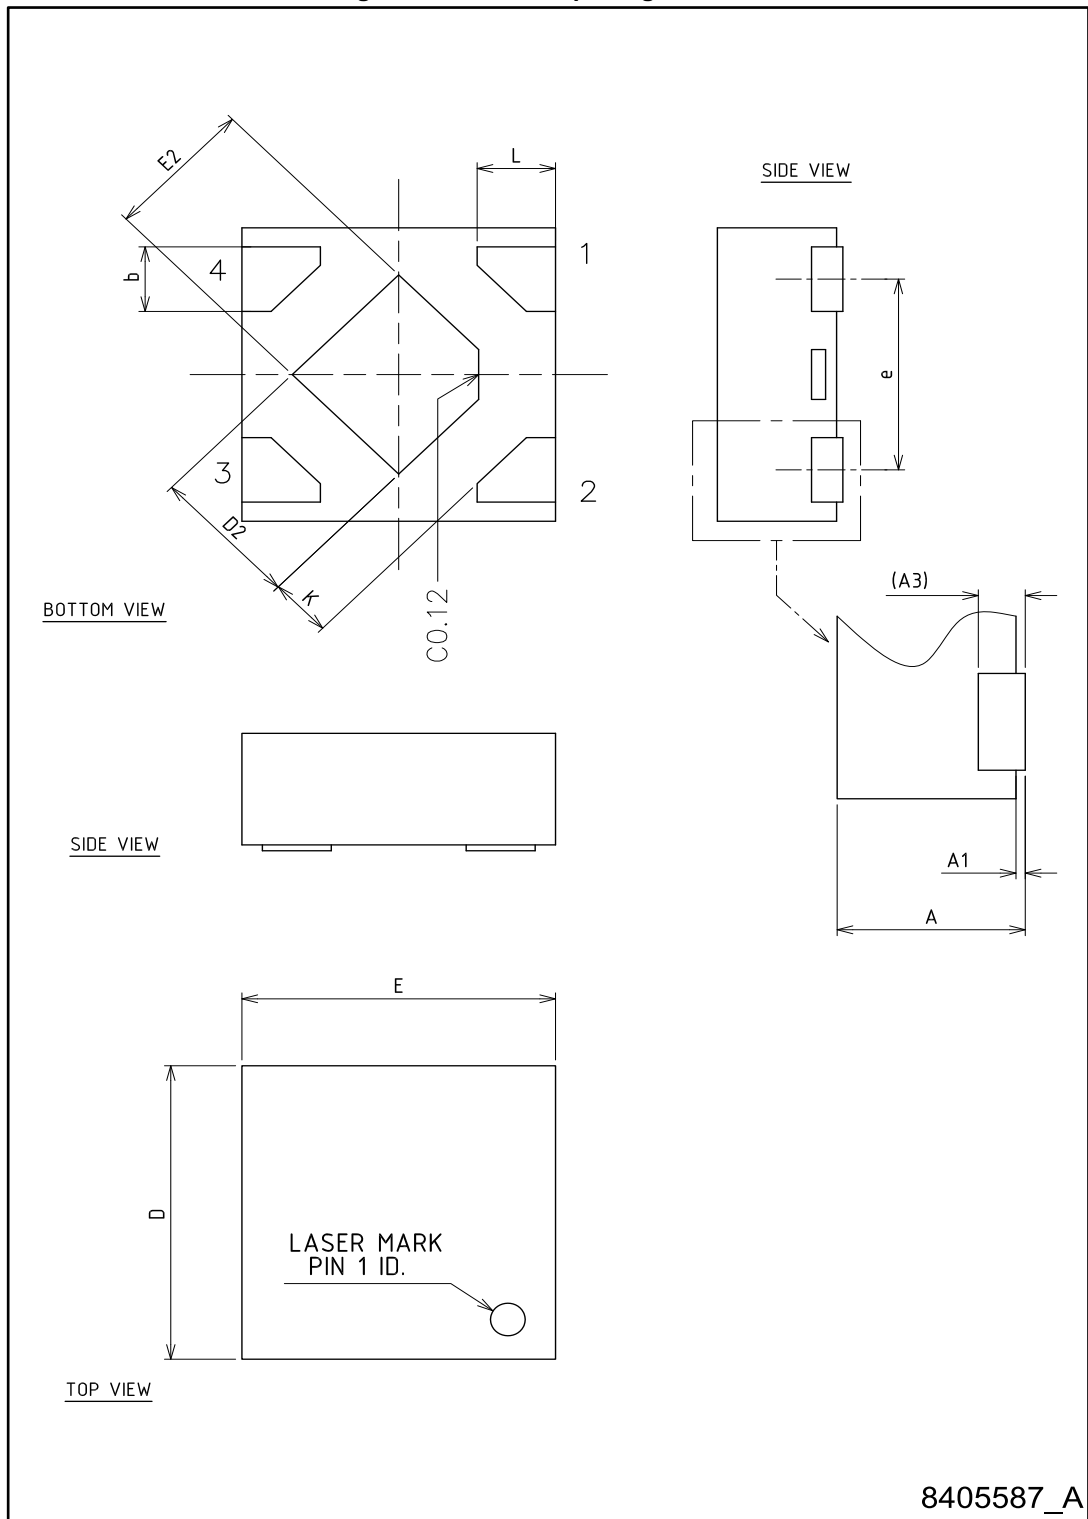 E2
L
SIDE VIEW
1
4
b
e
3
2
D2
K
(A3)
BOTTOM VIEW
C0.12
SIDE VIEW
A1
A
E
D
LASER MARK
PIN 1 ID.
TOP VIEW
8405587_A